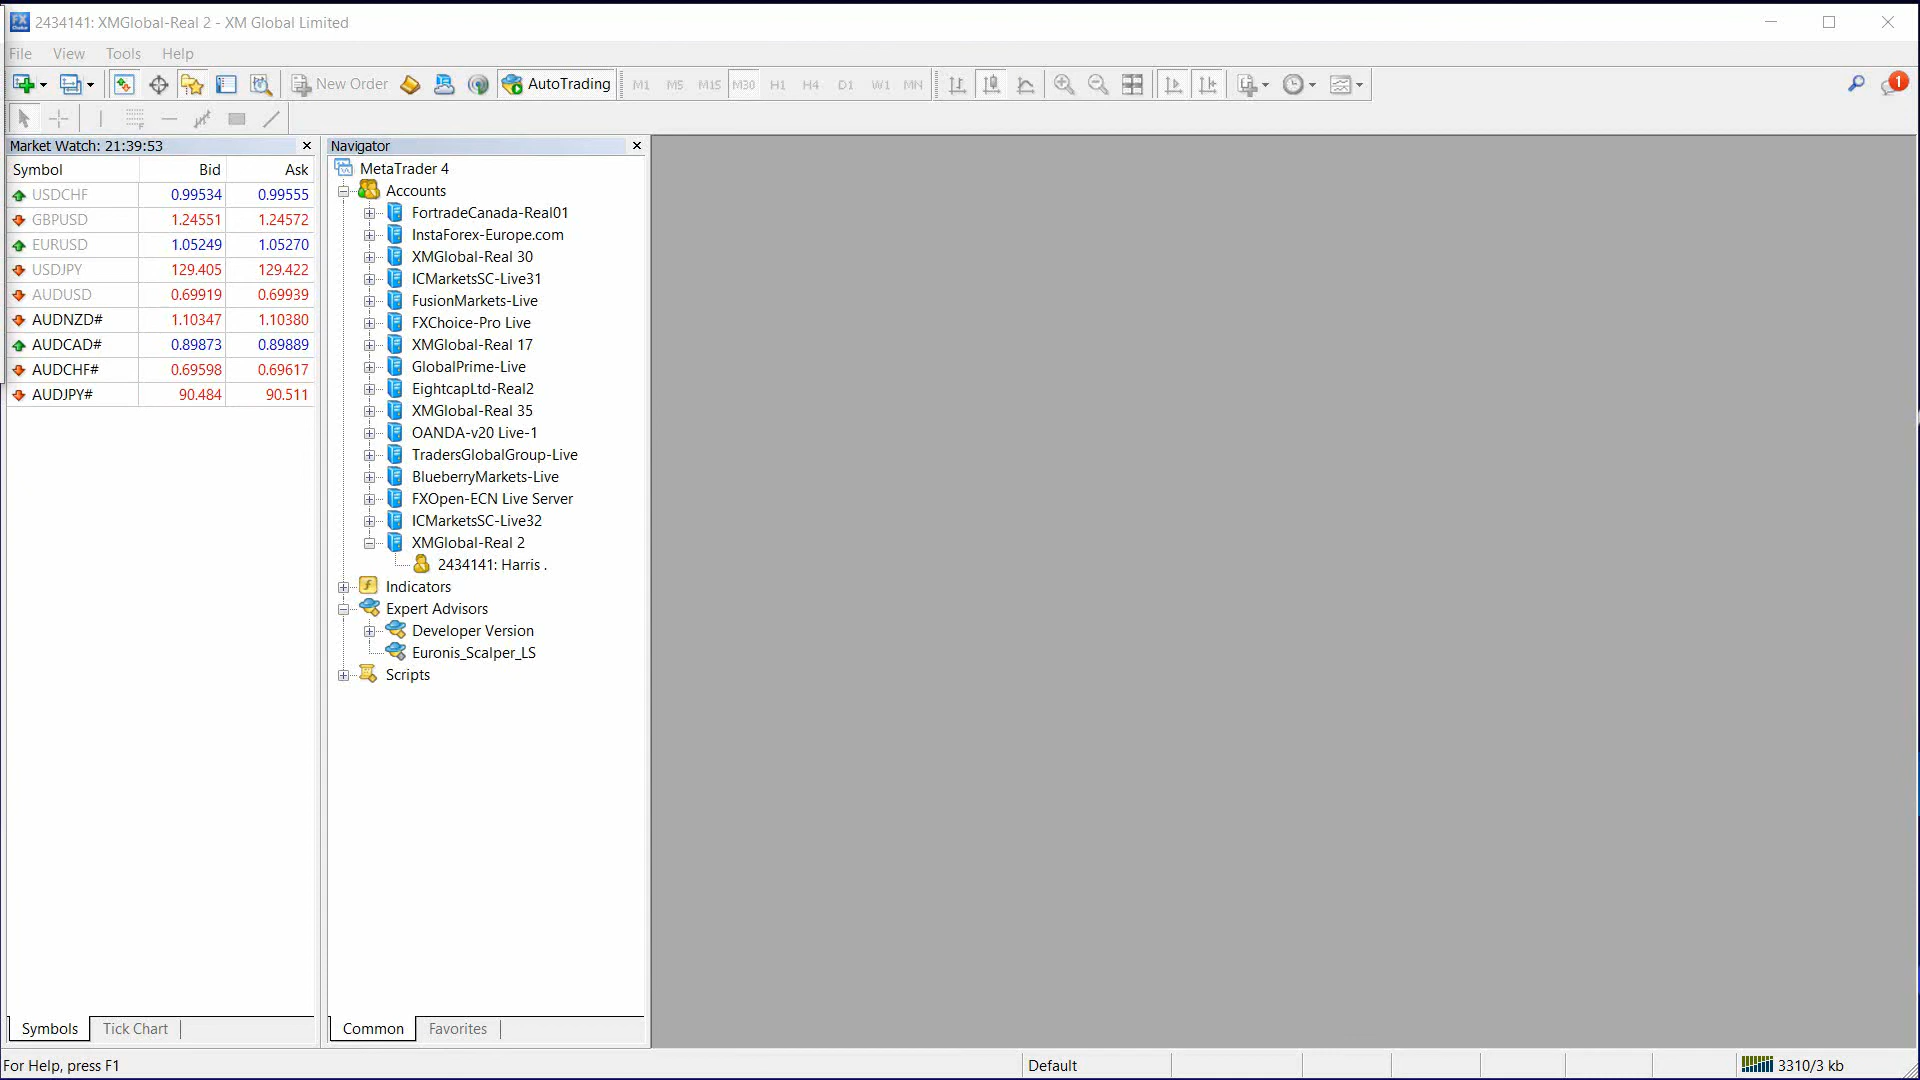 2434141: XMGlobal-Real 2 - XM Global Limited
File View Tools Help
New Order AutoTrading M1 M5 M15 M30 H1 H4 D1 W1 MN 1
Market Watch: 21:39:53
Symbol Bid Ask
USDCHF 0.99534 0.99555
GBPUSD 1.24551 1.24572
EURUSD 1.05249 1.05270
USDJPY 129.405 129.422
AUDUSD 0.69919 0.69939
AUDNZD# 1.10347 1.10380
AUDCAD# 0.89873 0.89889
AUDCHF# 0.69598 0.69617
AUDJPY# 90.484 90.511
Symbols Tick Chart
Navigator
MetaTrader 4
Accounts
FortradeCanada-Real01
InstaForex-Europe.com
XMGlobal-Real 30
ICMarketsSC-Live31
FusionMarkets-Live
FXChoice-Pro Live
XMGlobal-Real 17
GlobalPrime-Live
EightcapLtd-Real2
XMGlobal-Real 35
OANDA-v20 Live-1
TradersGlobalGroup-Live
BlueberryMarkets-Live
FXOpen-ECN Live Server
ICMarketsSC-Live32
XMGlobal-Real 2
2434141: Harris .
Indicators
Expert Advisors
Developer Version
Euronis_Scalper_LS
Scripts
Common Favorites
For Help, press F1 Default 3310/3 kb